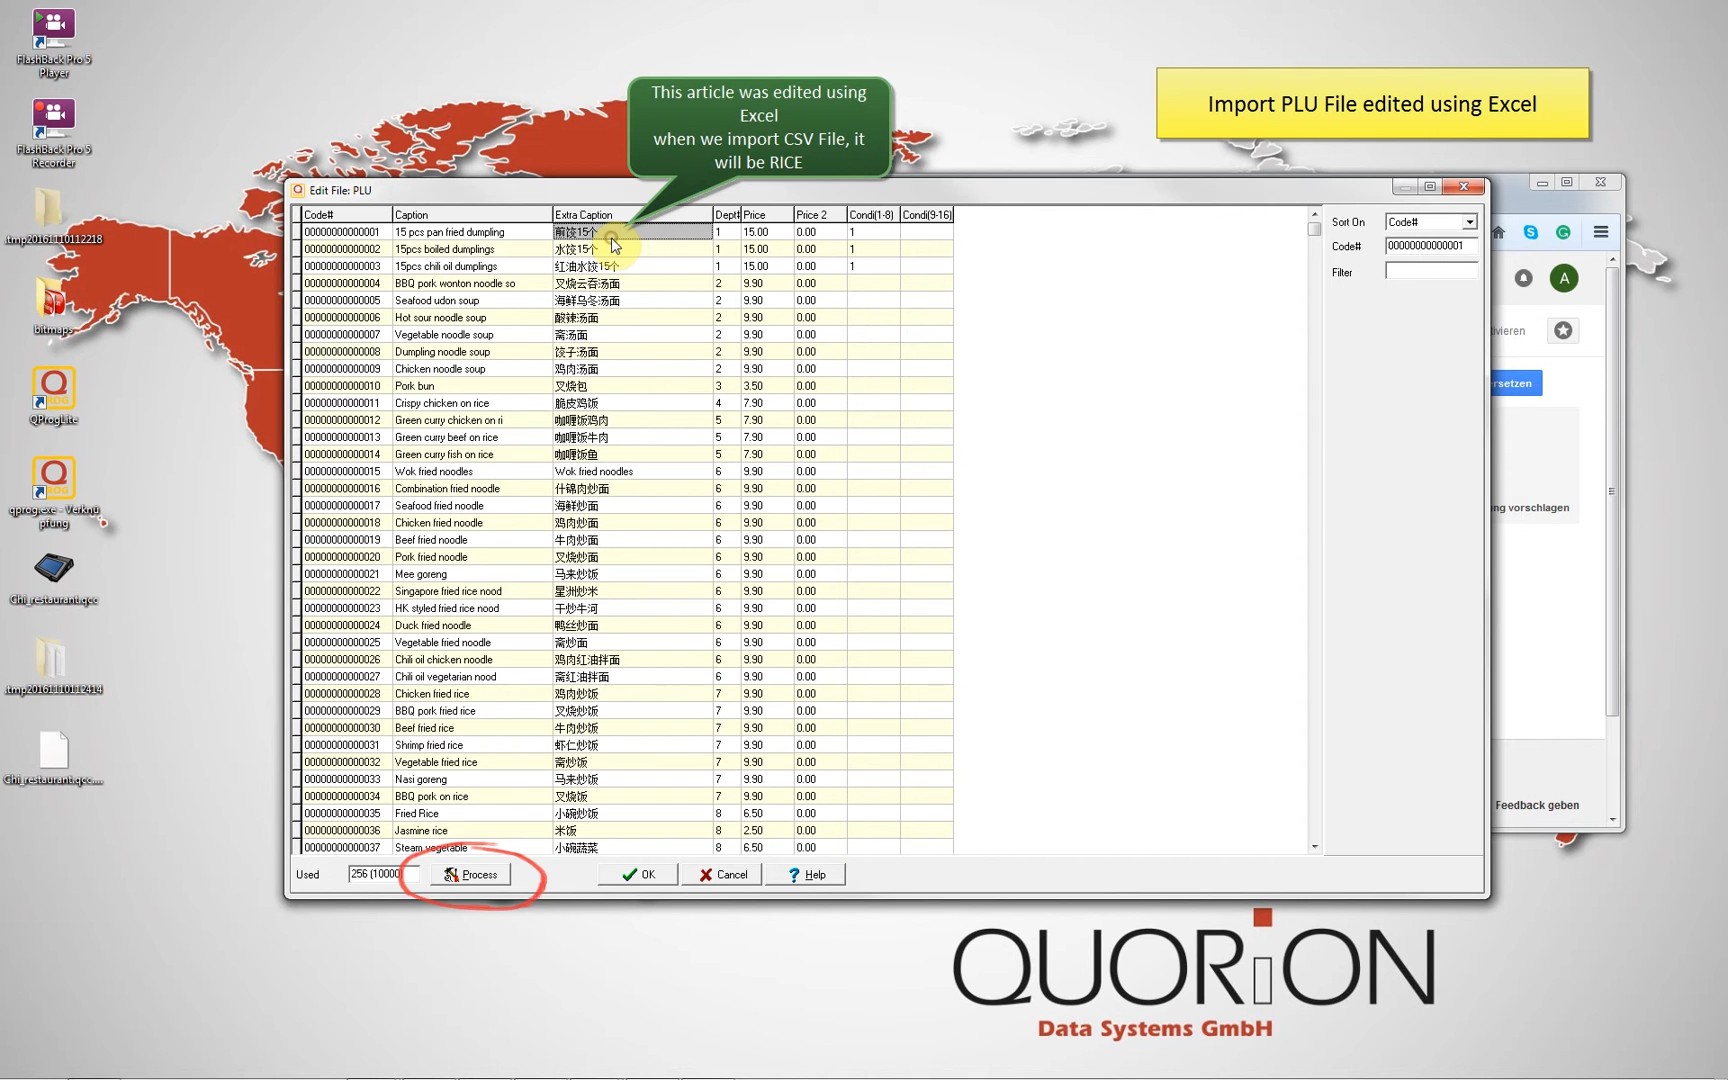 FlashBack Pro 5
Player
FlashBack Pro 5
Recorder
.tmp20161110112218
bitmaps
QProgLite
qprog.exe - Verknü
pfung
Chi_restaurant.qcc
.tmp20161110112414
Chi_restaurant.qcc....
This article was edited using
Excel
when we import CSV File, it
will be RICE
Import PLU File edited using Excel
Edit File: PLU
Code# Caption Extra Caption Dept# Price Price 2 Condi(1-8) Condi(9-16)
00000000000001 15 pcs pan fried dumpling 煎饺15个 1 15.00 0.00 1
00000000000002 15pcs boiled dumplings 水饺15个 1 15.00 0.00 1
00000000000003 15pcs chili oil dumplings 红油水饺15个 1 15.00 0.00 1
00000000000004 BBQ pork wonton noodle so 叉烧云吞汤面 2 9.90 0.00
00000000000005 Seafood udon soup 海鲜乌冬汤面 2 9.90 0.00
00000000000006 Hot sour noodle soup 酸辣汤面 2 9.90 0.00
00000000000007 Vegetable noodle soup 斋汤面 2 9.90 0.00
00000000000008 Dumpling noodle soup 饺子汤面 2 9.90 0.00
00000000000009 Chicken noodle soup 鸡肉汤面 2 9.90 0.00
00000000000010 Pork bun 叉烧包 3 3.50 0.00
00000000000011 Crispy chicken on rice 脆皮鸡饭 4 7.90 0.00
00000000000012 Green curry chicken on ri 咖喱饭鸡肉 5 7.90 0.00
00000000000013 Green curry beef on rice 咖喱饭牛肉 5 7.90 0.00
00000000000014 Green curry fish on rice 咖喱饭鱼 5 7.90 0.00
00000000000015 Wok fried noodles Wok fried noodles 6 9.90 0.00
00000000000016 Combination fried noodle 什锦肉炒面 6 9.90 0.00
00000000000017 Seafood fried noodle 海鲜炒面 6 9.90 0.00
00000000000018 Chicken fried noodle 鸡肉炒面 6 9.90 0.00
00000000000019 Beef fried noodle 牛肉炒面 6 9.90 0.00
00000000000020 Pork fried noodle 叉烧炒面 6 9.90 0.00
00000000000021 Mee goreng 马来炒饭 6 9.90 0.00
00000000000022 Singapore fried rice nood 星洲炒米 6 9.90 0.00
00000000000023 HK styled fried rice nood 干炒牛河 6 9.90 0.00
00000000000024 Duck fried noodle 鸭丝炒面 6 9.90 0.00
00000000000025 Vegetable fried noodle 斋炒面 6 9.90 0.00
00000000000026 Chili oil chicken noodle 鸡肉红油拌面 6 9.90 0.00
00000000000027 Chili oil vegetarian nood 斋红油拌面 6 9.90 0.00
00000000000028 Chicken fried rice 鸡肉炒饭 7 9.90 0.00
00000000000029 BBQ pork fried rice 叉烧炒饭 7 9.90 0.00
00000000000030 Beef fried rice 牛肉炒饭 7 9.90 0.00
00000000000031 Shrimp fried rice 虾仁炒饭 7 9.90 0.00
00000000000032 Vegetable fried rice 斋炒饭 7 9.90 0.00
00000000000033 Nasi goreng 马来炒饭 7 9.90 0.00
00000000000034 BBQ pork on rice 叉烧饭 7 9.90 0.00
00000000000035 Fried Rice 小碗炒饭 8 6.50 0.00
00000000000036 Jasmine rice 米饭 8 2.50 0.00
00000000000037 Steam vegetable 小碗蔬菜 8 6.50 0.00
Sort On Code#
Code# 00000000000001
Filter
Used 256 (10000) Process OK Cancel Help
A
tivieren
ersetzen
ng vorschlagen
Feedback geben
QUORiON
Data Systems GmbH